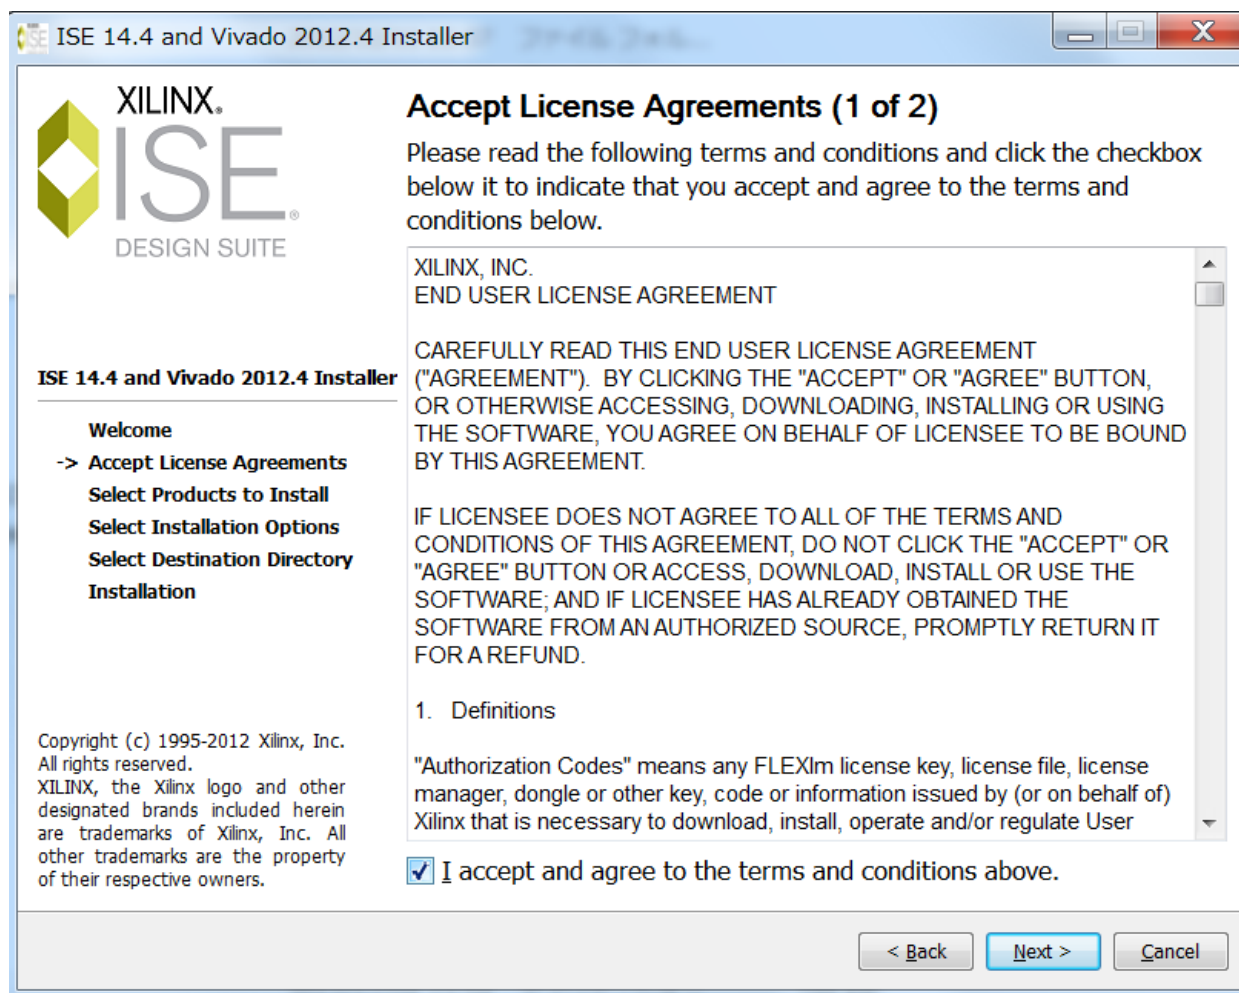 ISE 14.4 and Vivado 2012.4 Installer
XILINX®
ISE®
DESIGN SUITE
ISE 14.4 and Vivado 2012.4 Installer
Welcome
-> Accept License Agreements
Select Products to Install
Select Installation Options
Select Destination Directory
Installation
Copyright (c) 1995-2012 Xilinx, Inc.
All rights reserved.
XILINX, the Xilinx logo and other
designated brands included herein
are trademarks of Xilinx, Inc. All
other trademarks are the property
of their respective owners.
Accept License Agreements (1 of 2)
Please read the following terms and conditions and click the checkbox
below it to indicate that you accept and agree to the terms and
conditions below.
XILINX, INC.
END USER LICENSE AGREEMENT
CAREFULLY READ THIS END USER LICENSE AGREEMENT
("AGREEMENT").  BY CLICKING THE "ACCEPT" OR "AGREE" BUTTON,
OR OTHERWISE ACCESSING, DOWNLOADING, INSTALLING OR USING
THE SOFTWARE, YOU AGREE ON BEHALF OF LICENSEE TO BE BOUND
BY THIS AGREEMENT.
IF LICENSEE DOES NOT AGREE TO ALL OF THE TERMS AND
CONDITIONS OF THIS AGREEMENT, DO NOT CLICK THE "ACCEPT" OR
"AGREE" BUTTON OR ACCESS, DOWNLOAD, INSTALL OR USE THE
SOFTWARE; AND IF LICENSEE HAS ALREADY OBTAINED THE
SOFTWARE FROM AN AUTHORIZED SOURCE, PROMPTLY RETURN IT
FOR A REFUND.
1. Definitions
"Authorization Codes" means any FLEXlm license key, license file, license
manager, dongle or other key, code or information issued by (or on behalf of)
Xilinx that is necessary to download, install, operate and/or regulate User
I accept and agree to the terms and conditions above.
< Back
Next >
Cancel